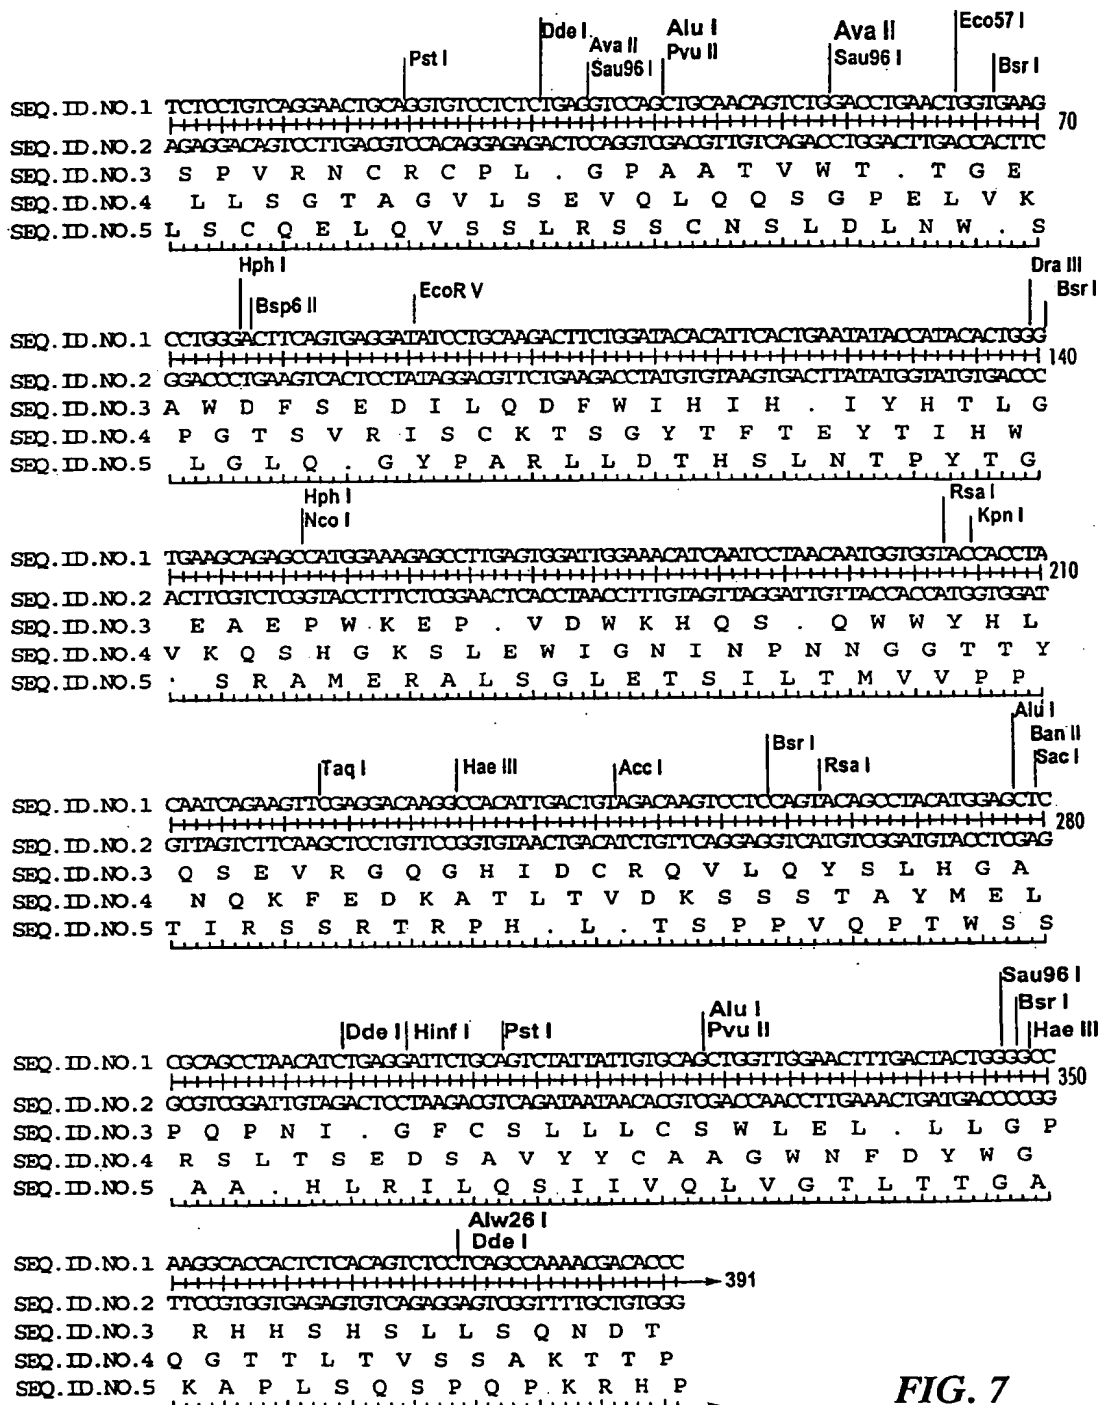 Dde I Eco57 I
Pst I Ava II Alu I Ava II
Sau96 I Pvu II Sau96 I Bsr I
SEQ.ID.NO.1 TCTCCTGTCAGGAACTGCAGGTGTCCTCTCTGAGGTCCAGCTGCAACAGTCTGGACCTGAACTGGTGAAG
70
SEQ.ID.NO.2 AGAGGACAGTCCTTGACGTCCACAGGAGAGACTCCAGGTCGACGTTGTCAGACCTGGACTTGACCACTTC
SEQ.ID.NO.3 S P V R N C R C P L . G P A A T V W T . T G E
SEQ.ID.NO.4 L L S G T A G V L S E V Q L Q Q S G P E L V K
SEQ.ID.NO.5 L S C Q E L Q V S S L R S S C N S L D L N W . S
Hph I Dra III
Bsp6 II EcoR V Bsr I
SEQ.ID.NO.1 CCTGGGACTTCAGTGAGGATATCCTGCAAGACTTCTGGATACACATTCACTGAATATACCATACACTGGG
140
SEQ.ID.NO.2 GGACCCTGAAGTCACTCCTATAGGACGTTCTGAAGACCTATGTGTAAGTGACTTATATGGTATGTGACCC
SEQ.ID.NO.3 A W D F S E D I L Q D F W I H I H . I Y H T L G
SEQ.ID.NO.4 P G T S V R I S C K T S G Y T F T E Y T I H W
SEQ.ID.NO.5 L G L Q . G Y P A R L L D T H S L N T P Y T G
Hph I Rsa I
Nco I Kpn I
SEQ.ID.NO.1 TGAAGCAGAGCCATGGAAAGAGCCTTGAGTGGATTGGAAACATCAATCCTAACAATGGTGGTACCACCTA
210
SEQ.ID.NO.2 ACTTCGTCTCGGTACCTTTCTCGGAACTCACCTAACCTTTGTAGTTAGGATTGTTACCACCATGGTGGAT
SEQ.ID.NO.3 E A E P W K E P . V D W K H Q S . Q W W Y H L
SEQ.ID.NO.4 V K Q S H G K S L E W I G N I N P N N G G T T Y
SEQ.ID.NO.5 . S R A M E R A L S G L E T S I L T M V V P P
Alu I
Bsr I Ban II
Taq I Hae III Acc I Rsa I Sac I
SEQ.ID.NO.1 CAATCAGAAGTTCGAGGACAAGGCCACATTGACTGTAGACAAGTCCTCCAGTACAGCCTACATGGAGCTC
280
SEQ.ID.NO.2 GTTAGTCTTCAAGCTCCTGTTCCGGTGTAACTGACATCTGTTCAGGAGGTCATGTCGGATGTACCTCGAG
SEQ.ID.NO.3 Q S E V R G Q G H I D C R Q V L Q Y S L H G A
SEQ.ID.NO.4 N Q K F E D K A T L T V D K S S S T A Y M E L
SEQ.ID.NO.5 T I R S S R T R P H . L . T S P P V Q P T W S S
Sau96 I
Alu I Bsr I
Dde I Hinf I Pst I Pvu II Hae III
SEQ.ID.NO.1 CGCAGCCTAACATCTGAGGATTCTGCAGTCTATTATTGTGCAGCTGGTTGGAACTTTGACTACTGGGGCC
350
SEQ.ID.NO.2 GCGTCGGATTGTAGACTCCTAAGACGTCAGATAATAACACGTCGACCAACCTTGAAACTGATGACCCCGG
SEQ.ID.NO.3 P Q P N I . G F C S L L L C S W L E L . L L G P
SEQ.ID.NO.4 R S L T S E D S A V Y Y C A A G W N F D Y W G
SEQ.ID.NO.5 A A . H L R I L Q S I I V Q L V G T L T T G A
Alw26 I
Dde I
SEQ.ID.NO.1 AAGGCACCACTCTCACAGTCTCCTCAGCCAAAACGACACCC
391
SEQ.ID.NO.2 TTCCGTGGTGAGAGTGTCAGAGGAGTCGGTTTTGCTGTGGG
SEQ.ID.NO.3 R H H S H S L L S Q N D T
SEQ.ID.NO.4 Q G T T L T V S S A K T T P
SEQ.ID.NO.5 K A P L S Q S P Q P K R H P
FIG. 7